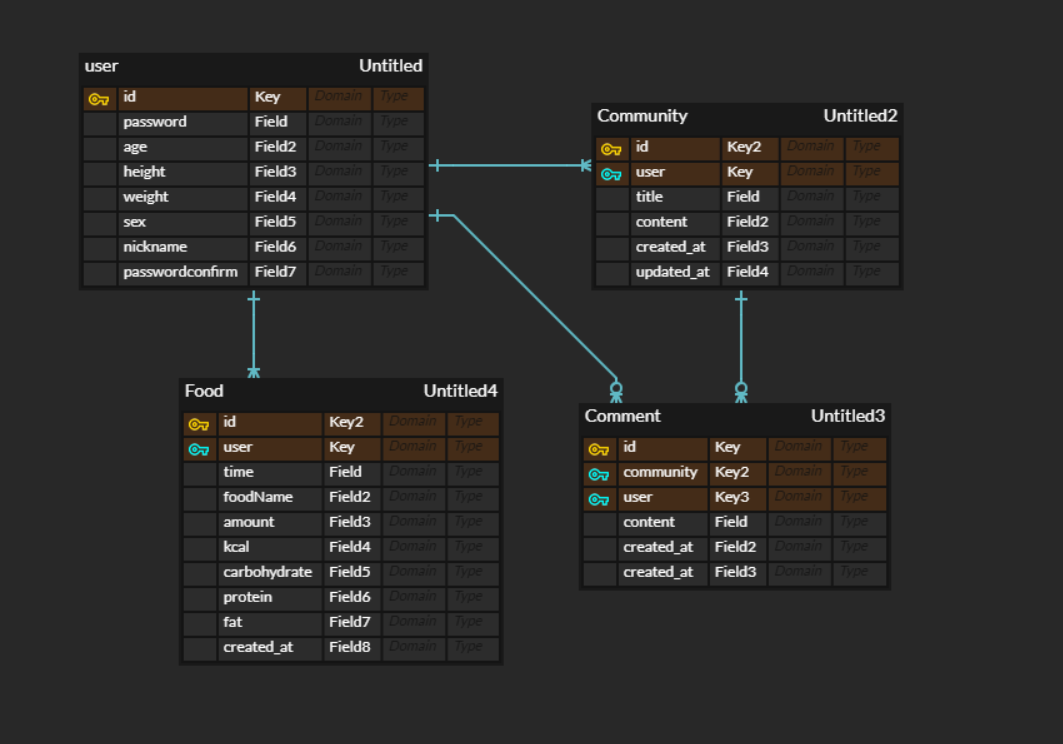 user Untitled
id Key Domain Type
password Field Domain Type
age Field2 Domain Type
height Field3 Domain Type
weight Field4 Domain Type
sex Field5 Domain Type
nickname Field6 Domain Type
passwordconfirm Field7 Domain Type
Community Untitled2
id Key2 Domain Type
user Key Domain Type
title Field Domain Type
content Field2 Domain Type
created_at Field3 Domain Type
updated_at Field4 Domain Type
Food Untitled4
id Key2 Domain Type
user Key Domain Type
time Field Domain Type
foodName Field2 Domain Type
amount Field3 Domain Type
kcal Field4 Domain Type
carbohydrate Field5 Domain Type
protein Field6 Domain Type
fat Field7 Domain Type
created_at Field8 Domain Type
Comment Untitled3
id Key Domain Type
community Key2 Domain Type
user Key3 Domain Type
content Field Domain Type
created_at Field2 Domain Type
created_at Field3 Domain Type